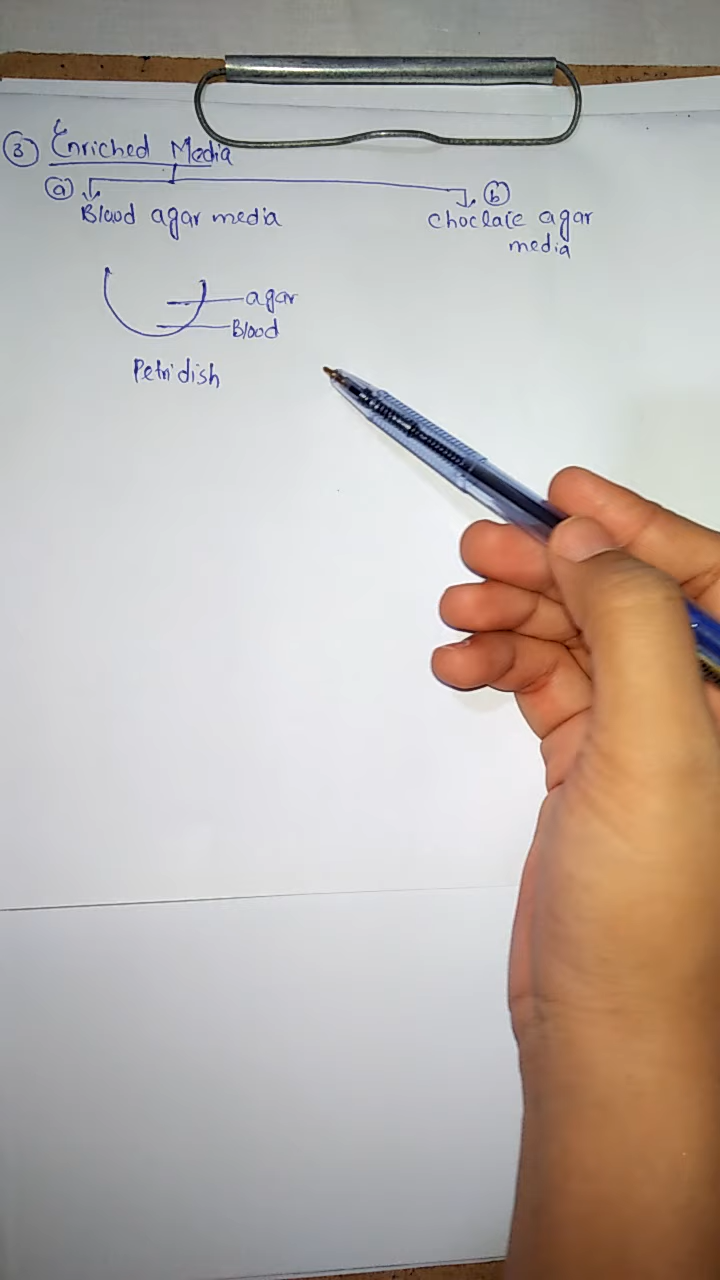 ③ Enriched Media
ⓐ
Blood agar media
ⓑ
choclate agar
media
agar
Blood
Petri dish